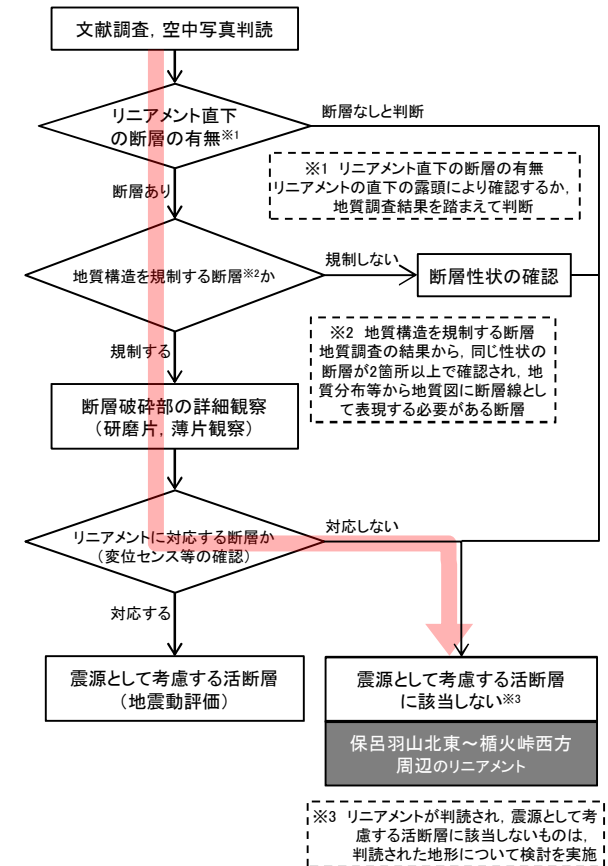 文献調査，空中写真判読
リニアメント直下
の断層の有無※1
断層なしと判断
※1 リニアメント直下の断層の有無
リニアメントの直下の露頭により確認するか，
地質調査結果を踏まえて判断
断層あり
地質構造を規制する断層※2か
規制しない
断層性状の確認
※2 地質構造を規制する断層
地質調査の結果から，同じ性状の
断層が2箇所以上で確認され，地
質分布等から地質図に断層線とし
て表現する必要がある断層
規制する
断層破砕部の詳細観察
（研磨片，薄片観察）
リニアメントに対応する断層か
（変位センス等の確認）
対応しない
対応する
震源として考慮する活断層
（地震動評価）
震源として考慮する活断層
に該当しない※3
保呂羽山北東～楯火峠西方
周辺のリニアメント
※3 リニアメントが判読され，震源として考
慮する活断層に該当しないものは，
判読された地形について検討を実施